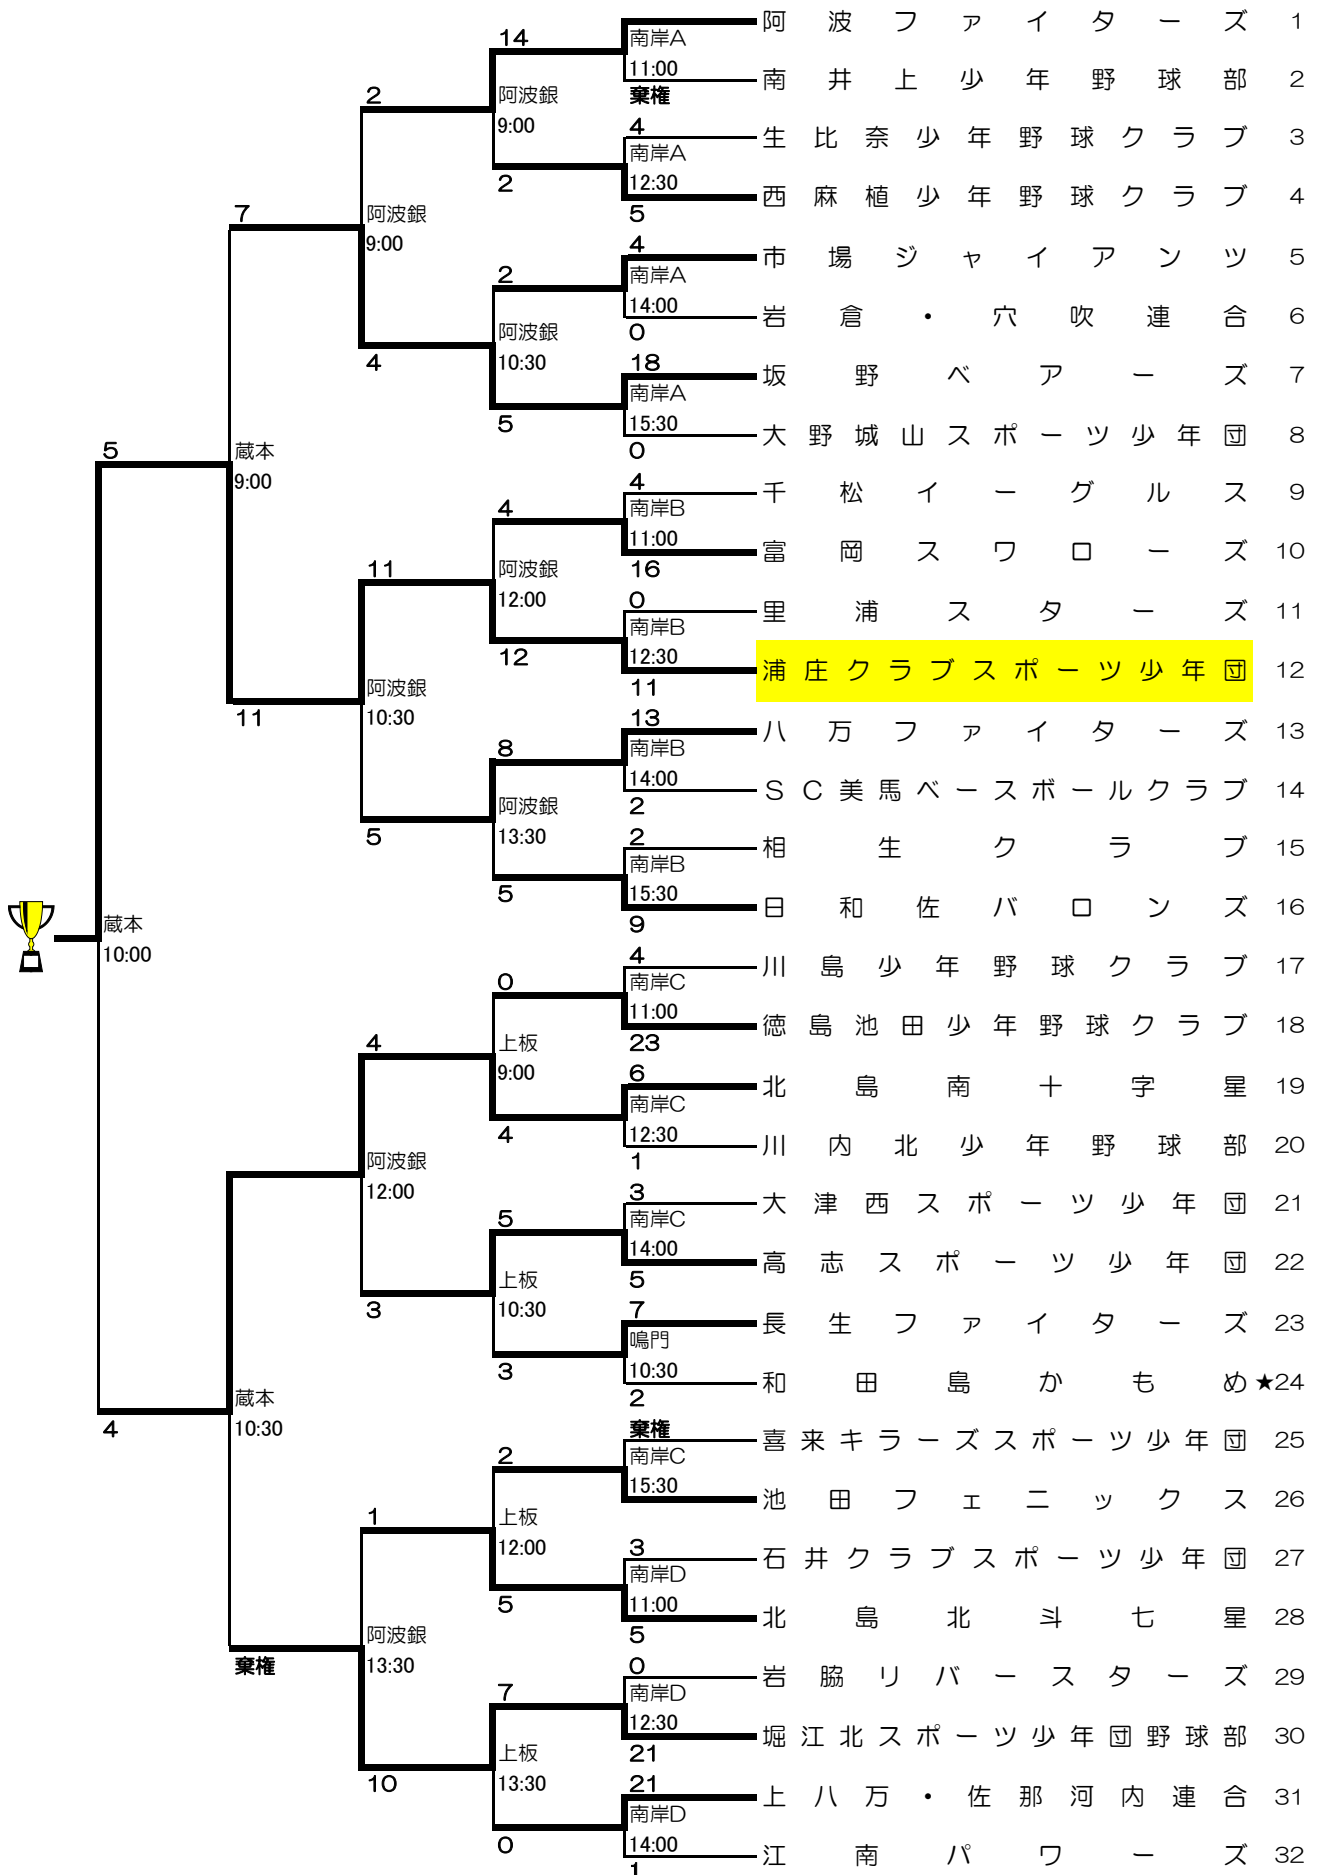 阿波ファイターズ 1
14
南岸A
11:00
南井上少年野球部 2
棄権
2
阿波銀
9:00
4
生比奈少年野球クラブ 3
南岸A
12:30
2
西麻植少年野球クラブ 4
5
7
阿波銀
9:00
4
市場ジャイアンツ 5
2
南岸A
14:00
岩倉・穴吹連合 6
0
阿波銀
10:30
4
18
坂野ベアーズ 7
南岸A
15:30
5
大野城山スポーツ少年団 8
0
5
蔵本
9:00
4
千松イーグルス 9
4
南岸B
11:00
富岡スワローズ 10
16
11
阿波銀
12:00
0
里浦スターズ 11
南岸B
12:30
12
浦庄クラブスポーツ少年団 12
11
阿波銀
10:30
11
13
八万ファイターズ 13
8
南岸B
14:00
SC美馬ベースボールクラブ 14
2
阿波銀
13:30
5
2
相生クラブ 15
南岸B
15:30
5
日和佐バロンズ 16
9
蔵本
10:00
4
川島少年野球クラブ 17
0
南岸C
11:00
徳島池田少年野球クラブ 18
23
4
上板
9:00
6
北島南十字星 19
南岸C
12:30
4
川内北少年野球部 20
1
阿波銀
12:00
3
大津西スポーツ少年団 21
5
南岸C
14:00
高志スポーツ少年団 22
5
上板
10:30
3
7
長生ファイターズ 23
鳴門
10:30
3
和田島かもめ ★24
2
蔵本
10:30
4
棄権
喜来キラーズスポーツ少年団 25
2
南岸C
15:30
池田フェニックス 26
1
上板
12:00
3
石井クラブスポーツ少年団 27
南岸D
11:00
5
北島北斗七星 28
5
阿波銀
13:30
棄権
0
岩脇リバースターズ 29
7
南岸D
12:30
堀江北スポーツ少年団野球部 30
21
上板
13:30
10
21
上八万・佐那河内連合 31
南岸D
14:00
0
江南パワーズ 32
1